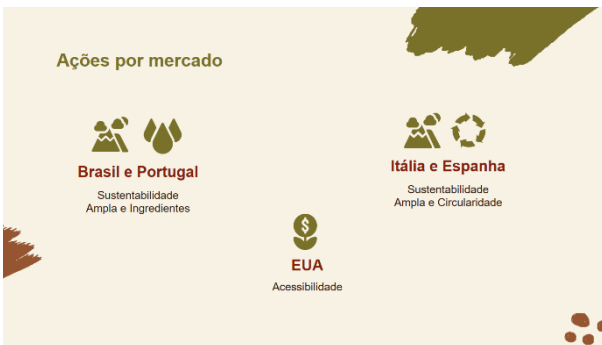 Ações por mercado
Brasil e Portugal
Sustentabilidade
Ampla e Ingredientes
Itália e Espanha
Sustentabilidade
Ampla e Circularidade
$
EUA
Acessibilidade